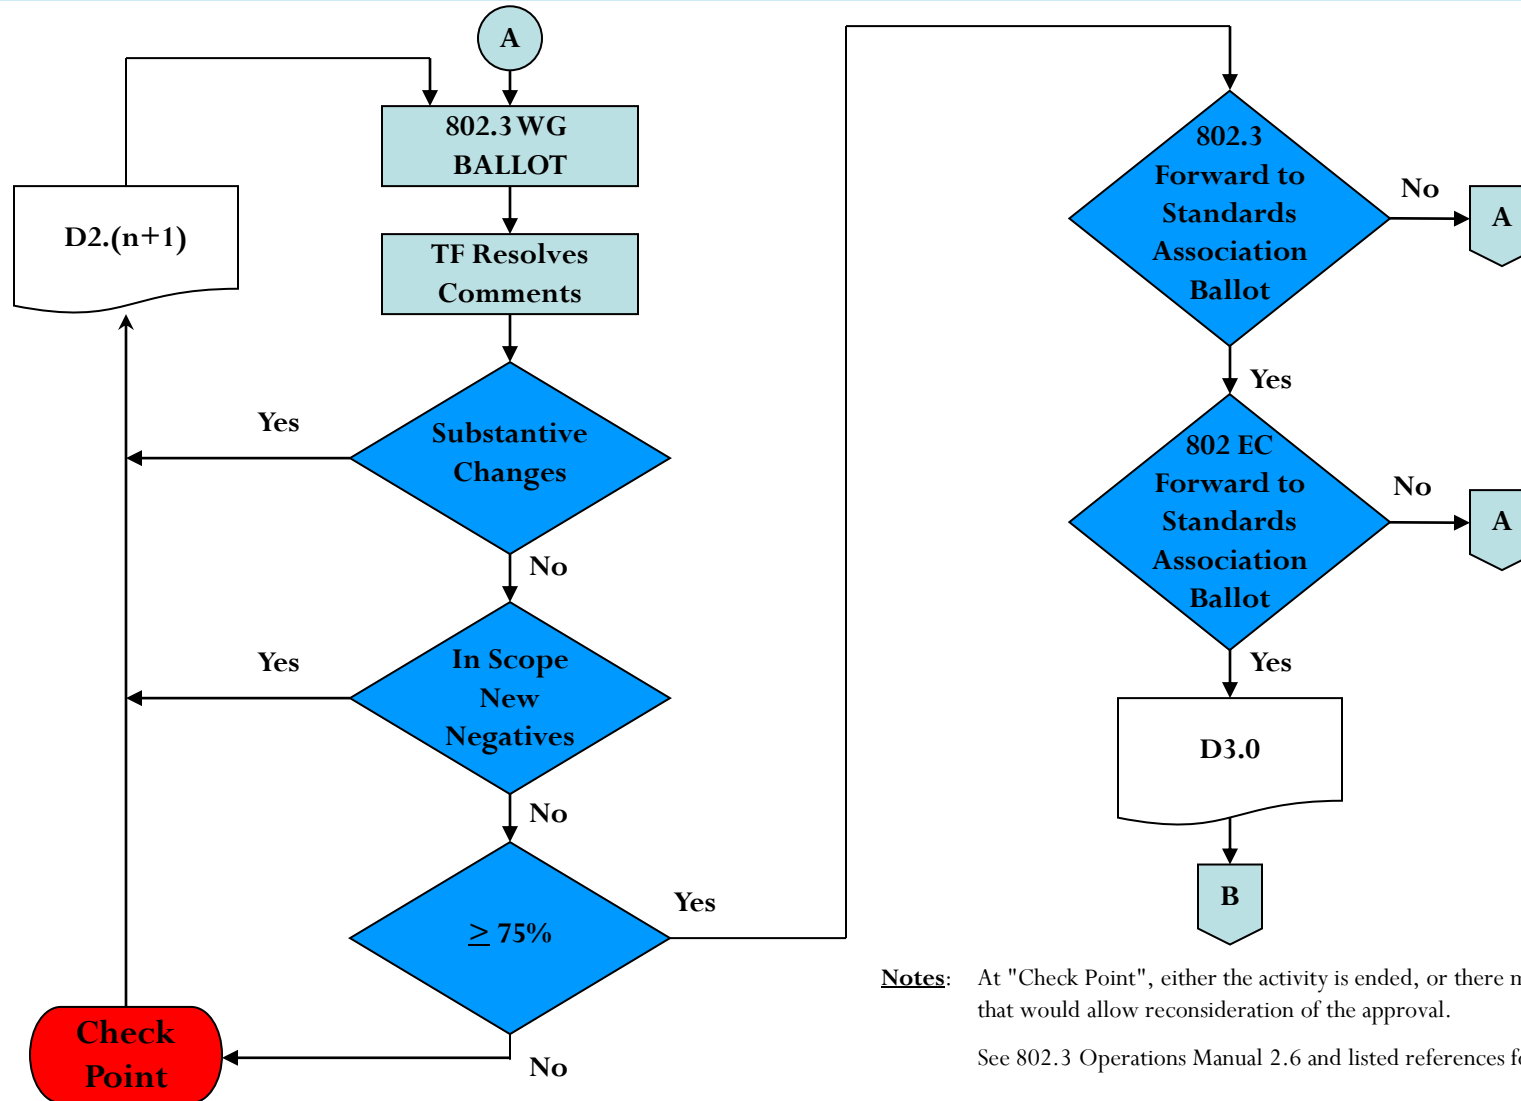 A
802.3 WG
BALLOT
D2.(n+1)
TF Resolves
Comments
Yes
Substantive
Changes
No
Yes
In Scope
New
Negatives
No
≥ 75%
Yes
Check
Point
No
802.3
Forward to
Standards
Association
Ballot
No
A
Yes
802 EC
Forward to
Standards
Association
Ballot
No
A
Yes
D3.0
B
Notes: At "Check Point", either the activity is ended, or there
that would allow reconsideration of the approval.
See 802.3 Operations Manual 2.6 and listed references